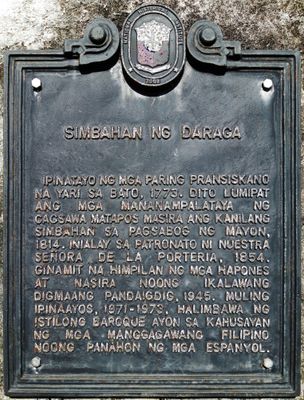 SIMBAHAN NG DARAGA
IPINATAYO NG MGA PARING PRANSISKANO
NA YARI SA BATO, 1773. DITO LUMIPAT
ANG MGA MANANAMPALATAYA NG
CAGSAWA MATAPOS MASIRA ANG KANILANG
SIMBAHAN SA PAGSABOG NG MAYON,
1814. INIALAY SA PATRONATO NI NUESTRA
SEÑORA DE LA PORTERIA, 1854.
GINAMIT NA HIMPILAN NG MGA HAPONES
AT NASIRA NOONG IKALAWANG
DIGMAANG PANDAIGDIG, 1945. MULING
IPINAAYOS, 1971-1973. HALIMBAWA NG
ISTILONG BAROQUE AYON SA KAHUSAYAN
NG MGA MANGGAGAWANG FILIPINO
NOONG PANAHON NG MGA ESPANYOL.